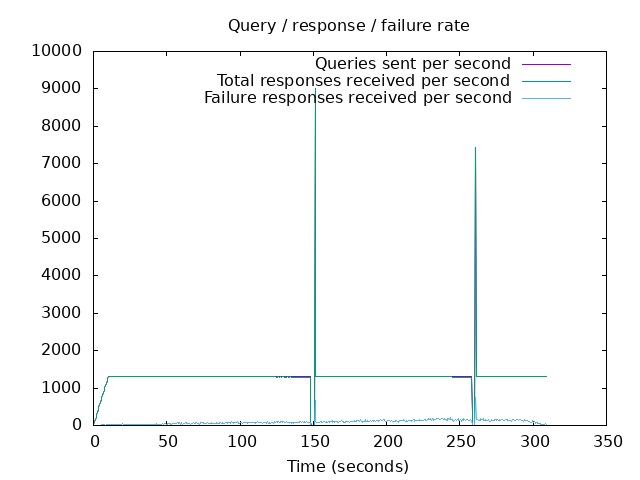 Query / response / failure rate
Queries sent per second
Total responses received per second
Failure responses received per second
10000
9000
8000
7000
6000
5000
4000
3000
2000
1000
0
0 50 100 150 200 250 300 350
Time (seconds)